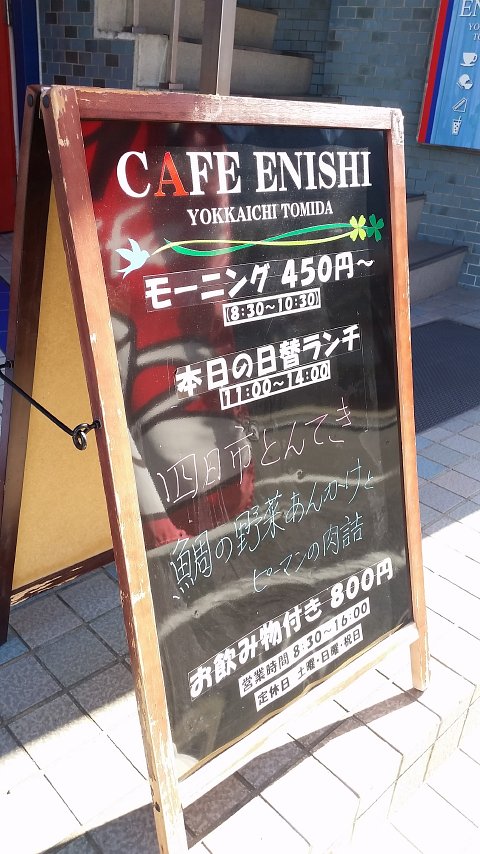 CAFE ENISHI
YOKKAICHI TOMIDA
モーニング 450円～
(8:30～10:30)
本日の日替ランチ
11:00～14:00
四日市とんてき
鯛の野菜あんかけと
ピーマンの肉詰
お飲み物付き 800円
営業時間 8:30～16:00
定休日 土曜・日曜・祝日